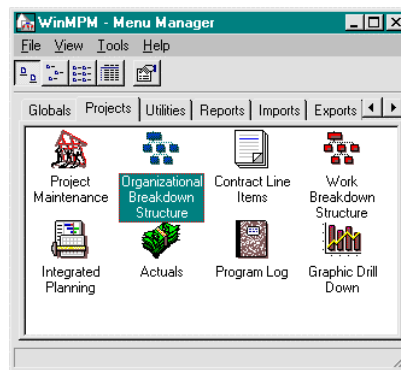 WinMPM - Menu Manager
File View Tools Help
Globals Projects Utilities Reports Imports Exports
Project Maintenance
Organizational Breakdown Structure
Contract Line Items
Work Breakdown Structure
Integrated Planning
Actuals
Program Log
Graphic Drill Down